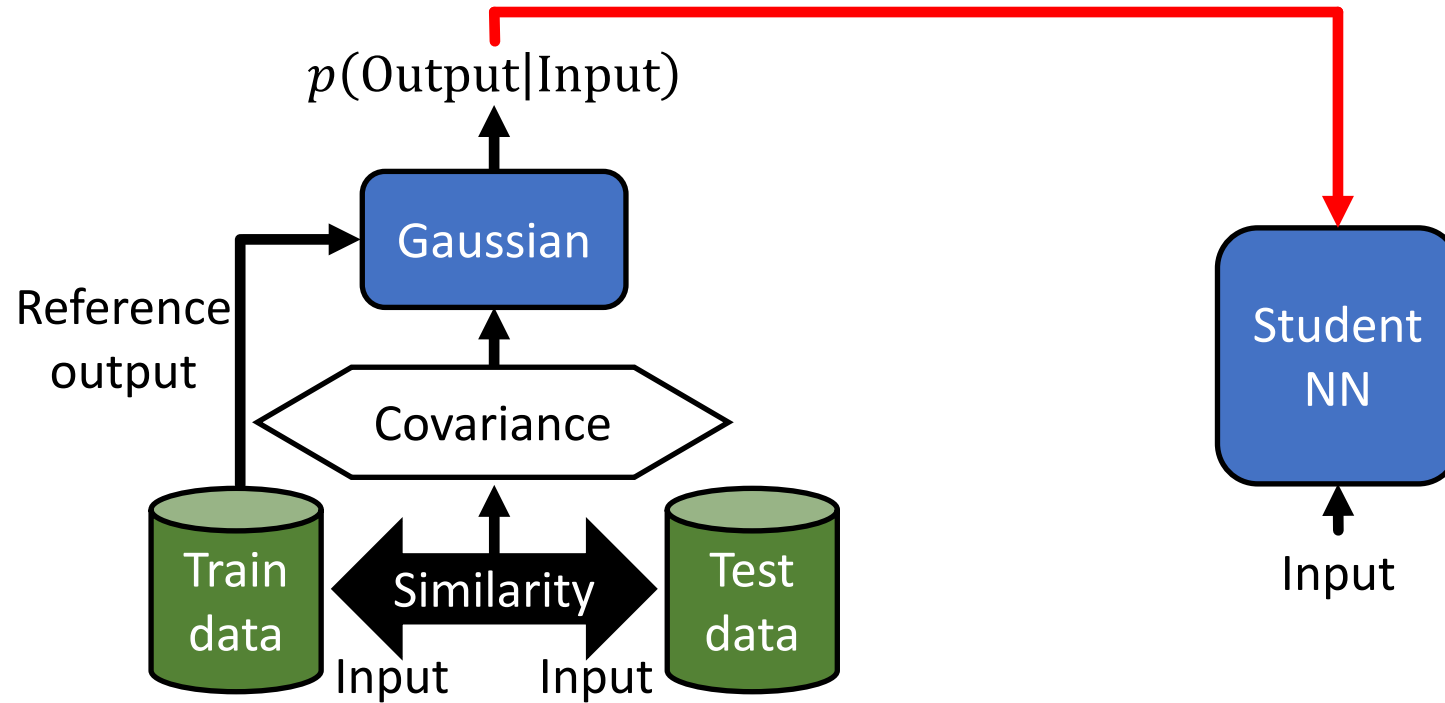 p(Output|Input)
Gaussian
Reference
output
Student
NN
Covariance
Train
data
Similarity
Test
data
Input
Input
Input